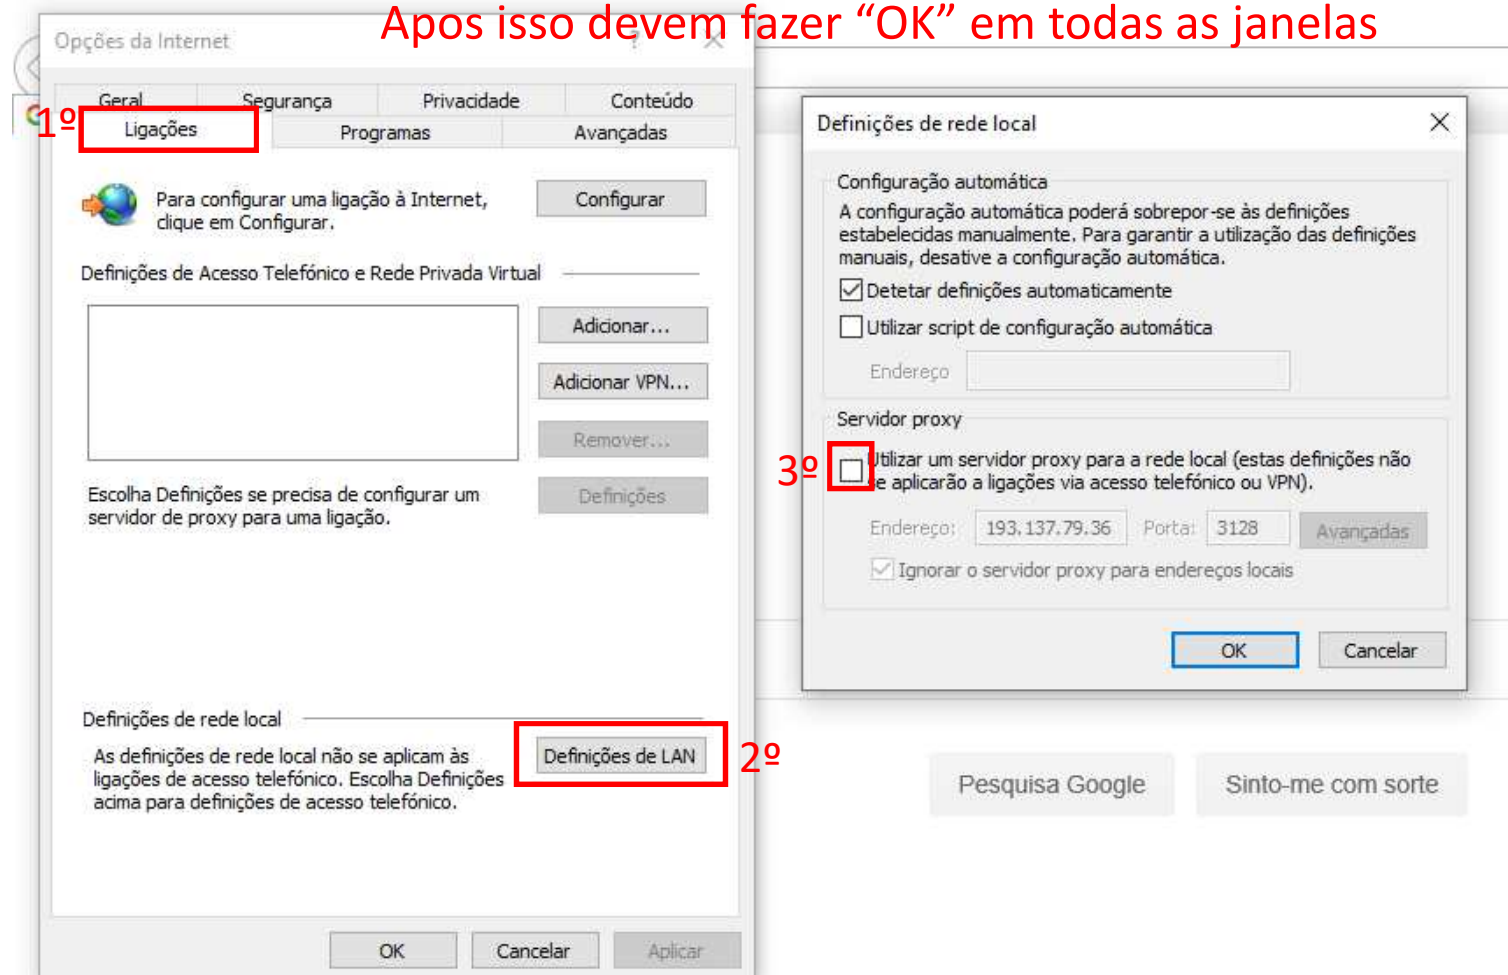 Apos isso devem fazer “OK” em todas as janelas
Opções da Internet
?
Geral
Segurança
Privacidade
Conteúdo
1º
Ligações
Programas
Avançadas
Para configurar uma ligação à Internet,
clique em Configurar.
Configurar
Definições de Acesso Telefónico e Rede Privada Virtual
Adicionar...
Adicionar VPN...
Remover...
Escolha Definições se precisa de configurar um
servidor de proxy para uma ligação.
Definições
Definições de rede local
As definições de rede local não se aplicam às
ligações de acesso telefónico. Escolha Definições
acima para definições de acesso telefónico.
Definições de LAN
2º
OK
Cancelar
Aplicar
Definições de rede local
Configuração automática
A configuração automática poderá sobrepor-se às definições
estabelecidas manualmente. Para garantir a utilização das definições
manuais, desative a configuração automática.
Detetar definições automaticamente
Utilizar script de configuração automática
Endereço
Servidor proxy
3º
Utilizar um servidor proxy para a rede local (estas definições não
se aplicarão a ligações via acesso telefónico ou VPN).
Endereço:
193.137.79.36
Porta:
3128
Avançadas
Ignorar o servidor proxy para endereços locais
OK
Cancelar
Pesquisa Google
Sinto-me com sorte